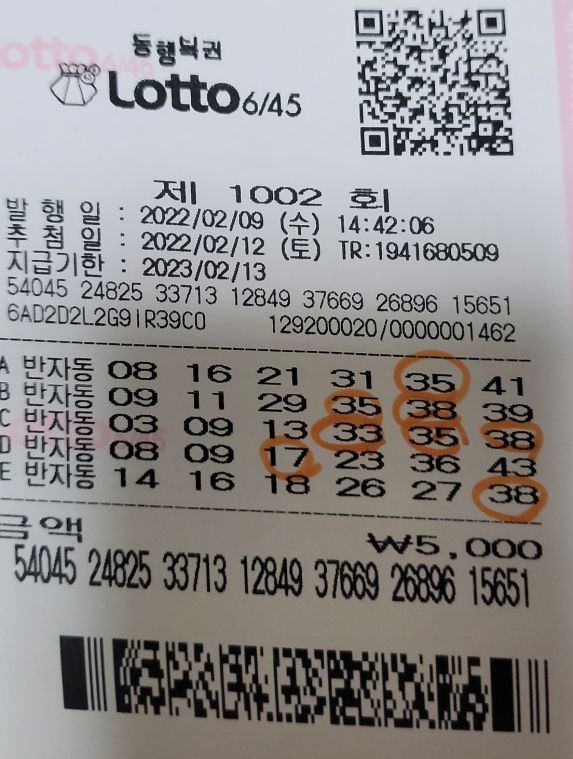 동행복권
Lotto 6/45
제 1002 회
발 행 일 : 2022/02/09 (수) 14:42:06
추 첨 일 : 2022/02/12 (토) TR:1941680509
지급기한 : 2023/02/13
54045 24825 33713 12849 37669 26896 15651
129200020/0000001462
A 반자동 08 16 21 31 35 41
B 반자동 09 11 29 35 38 39
C 반자동 03 09 13 33 35 38
D 반자동 08 09 17 23 36 43
E 반자동 14 16 18 26 27 38
금액 ₩5,000
54045 24825 33713 12849 37669 26896 15651